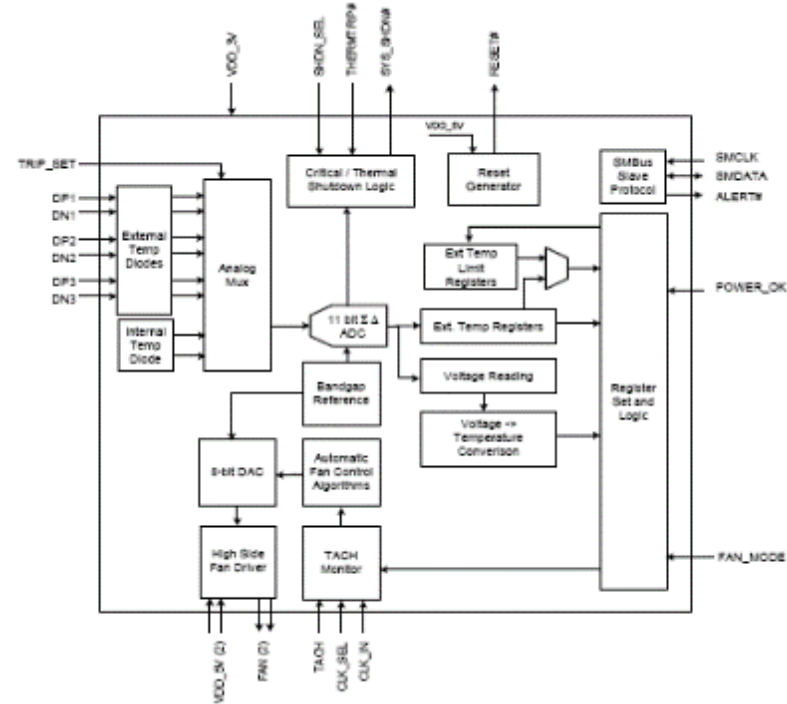 VDD_3V
SHDN_SEL
THERMTRIP#
SYS_SHDN#
RESET#
VDD_5V
TRIP_SET
DP1
DN1
DP2
DN2
DP3
DN3
External
Temp
Diodes
Internal
Temp
Diode
Analog
Mux
Critical / Thermal
Shutdown Logic
Reset
Generator
SMBus
Slave
Protocol
SMCLK
SMDATA
ALERT#
Ext Temp
Limit
Registers
11 bit Σ Δ
ADC
Ext. Temp Registers
Voltage Reading
Voltage ->
Temperature
Converison
Bandgap
Reference
Register
Set and
Logic
POWER_OK
FAN_MODE
8-bit DAC
Automatic
Fan Control
Algorithms
High Side
Fan Driver
TACH
Monitor
VDD_5V (2)
FAN (2)
TACH
CLK_SEL
CLK_IN